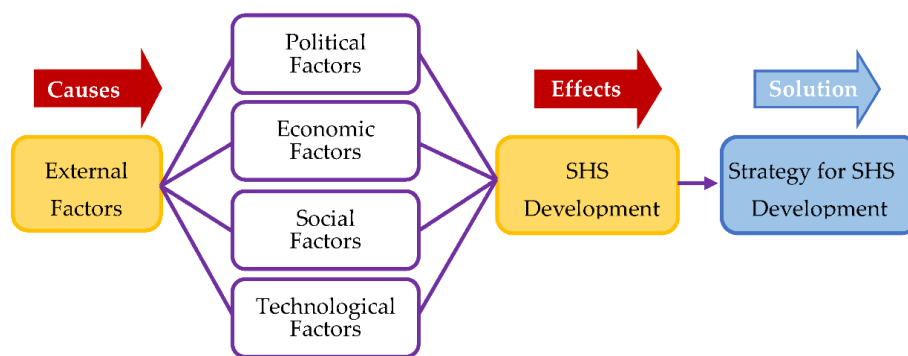 Causes
External
Factors
Political
Factors
Economic
Factors
Social
Factors
Technological
Factors
Effects
SHS
Development
Solution
Strategy for SHS
Development